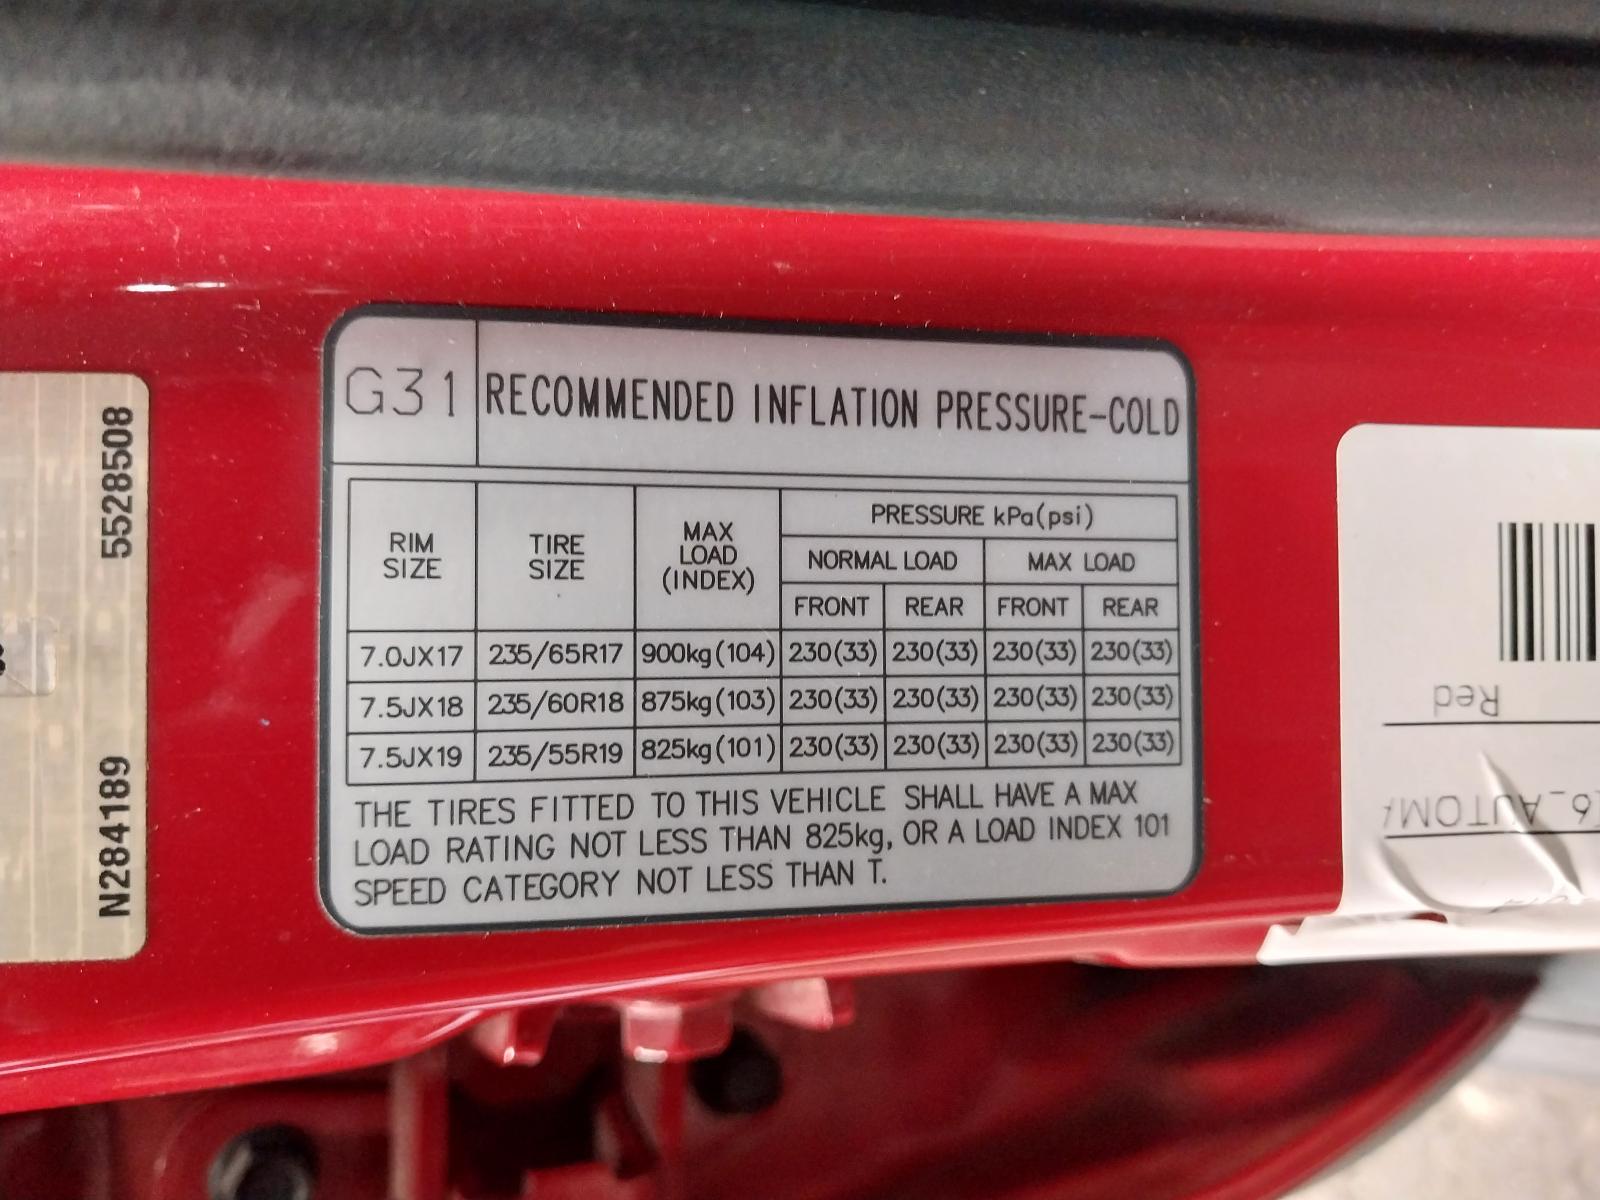 5528508
N284189
G31 RECOMMENDED INFLATION PRESSURE-COLD
RIM SIZE TIRE SIZE MAX LOAD (INDEX) PRESSURE kPa(psi)
NORMAL LOAD MAX LOAD
FRONT REAR FRONT REAR
7.0JX17 235/65R17 900kg(104) 230(33) 230(33) 230(33) 230(33)
7.5JX18 235/60R18 875kg(103) 230(33) 230(33) 230(33) 230(33)
7.5JX19 235/55R19 825kg(101) 230(33) 230(33) 230(33) 230(33)
THE TIRES FITTED TO THIS VEHICLE SHALL HAVE A MAX
LOAD RATING NOT LESS THAN 825kg, OR A LOAD INDEX 101
SPEED CATEGORY NOT LESS THAN T.
Red